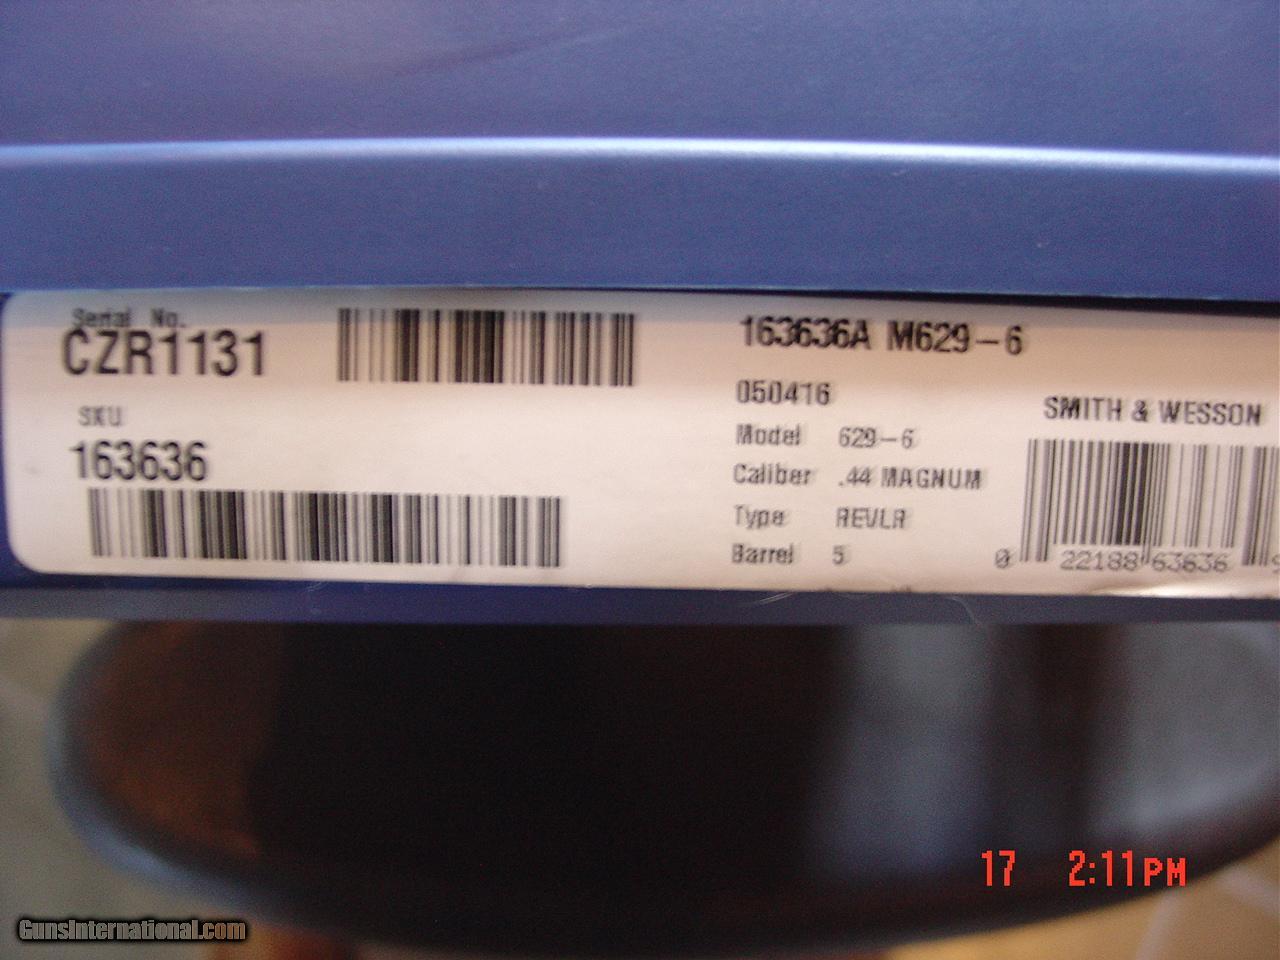 Serial No.
CZR1131
SKU
163636
163636A M629-6
050416
Model 629-6
Caliber .44 MAGNUM
Type REVLR
Barrel 5
SMITH & WESSON
0 22188 63636
17 2:11PM
GunsInternational.com